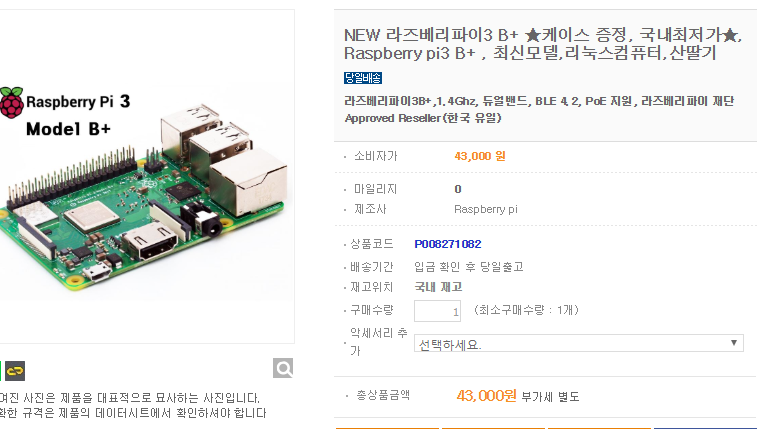 NEW 라즈베리파이3 B+ ★케이스 증정, 국내최저가★,
Raspberry pi3 B+ , 최신모델,리눅스컴퓨터,산딸기
당일배송
라즈베리파이3B+,1.4Ghz, 듀얼밴드, BLE 4.2, PoE 지원, 라즈베리파이 재단
Approved Reseller(한국 유일)
Raspberry Pi 3
Model B+
소비자가 43,000 원
마일리지 0
제조사 Raspberry pi
상품코드 P008271082
배송기간 입금 확인 후 당일출고
재고위치 국내 재고
구매수량 1 (최소구매수량 : 1개)
악세서리 추
가 선택하세요.
총상품금액 43,000원 부가세 별도
여진 사진은 제품을 대표적으로 묘사하는 사진입니다.
확한 규격은 제품의 데이터시트에서 확인하셔야 합니다